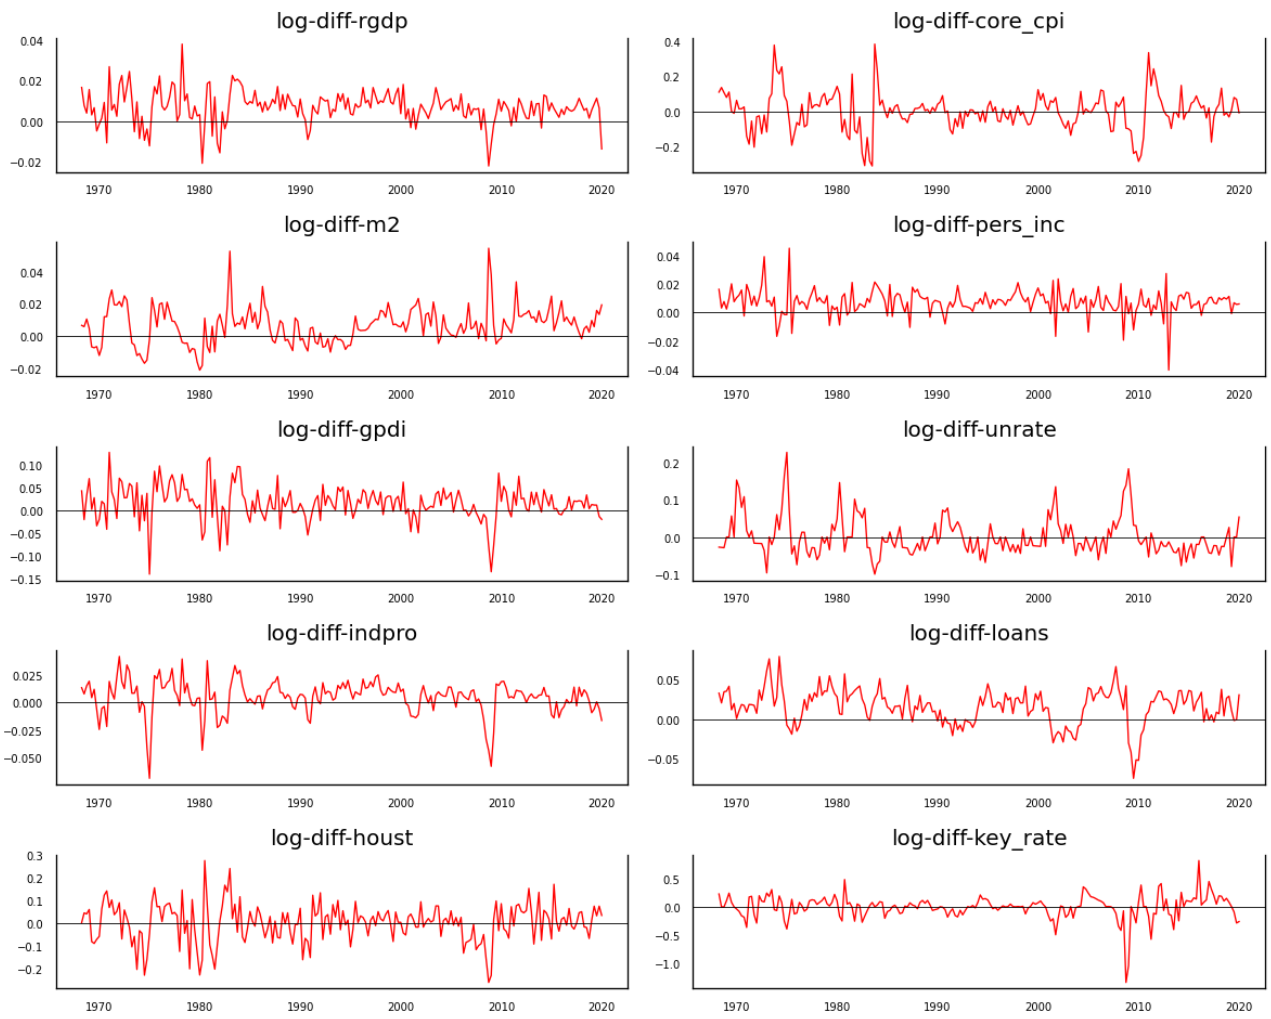 log-diff-rgdp
0.04
0.02
0.00
−0.02
1970 1980 1990 2000 2010 2020
log-diff-core_cpi
0.4
0.2
0.0
−0.2
1970 1980 1990 2000 2010 2020
log-diff-m2
0.04
0.02
0.00
−0.02
1970 1980 1990 2000 2010 2020
log-diff-pers_inc
0.04
0.02
0.00
−0.02
−0.04
1970 1980 1990 2000 2010 2020
log-diff-gpdi
0.10
0.05
0.00
−0.05
−0.10
−0.15
1970 1980 1990 2000 2010 2020
log-diff-unrate
0.2
0.1
0.0
−0.1
1970 1980 1990 2000 2010 2020
log-diff-indpro
0.025
0.000
−0.025
−0.050
1970 1980 1990 2000 2010 2020
log-diff-loans
0.05
0.00
−0.05
1970 1980 1990 2000 2010 2020
log-diff-houst
0.3
0.2
0.1
0.0
−0.1
−0.2
1970 1980 1990 2000 2010 2020
log-diff-key_rate
0.5
0.0
−0.5
−1.0
1970 1980 1990 2000 2010 2020